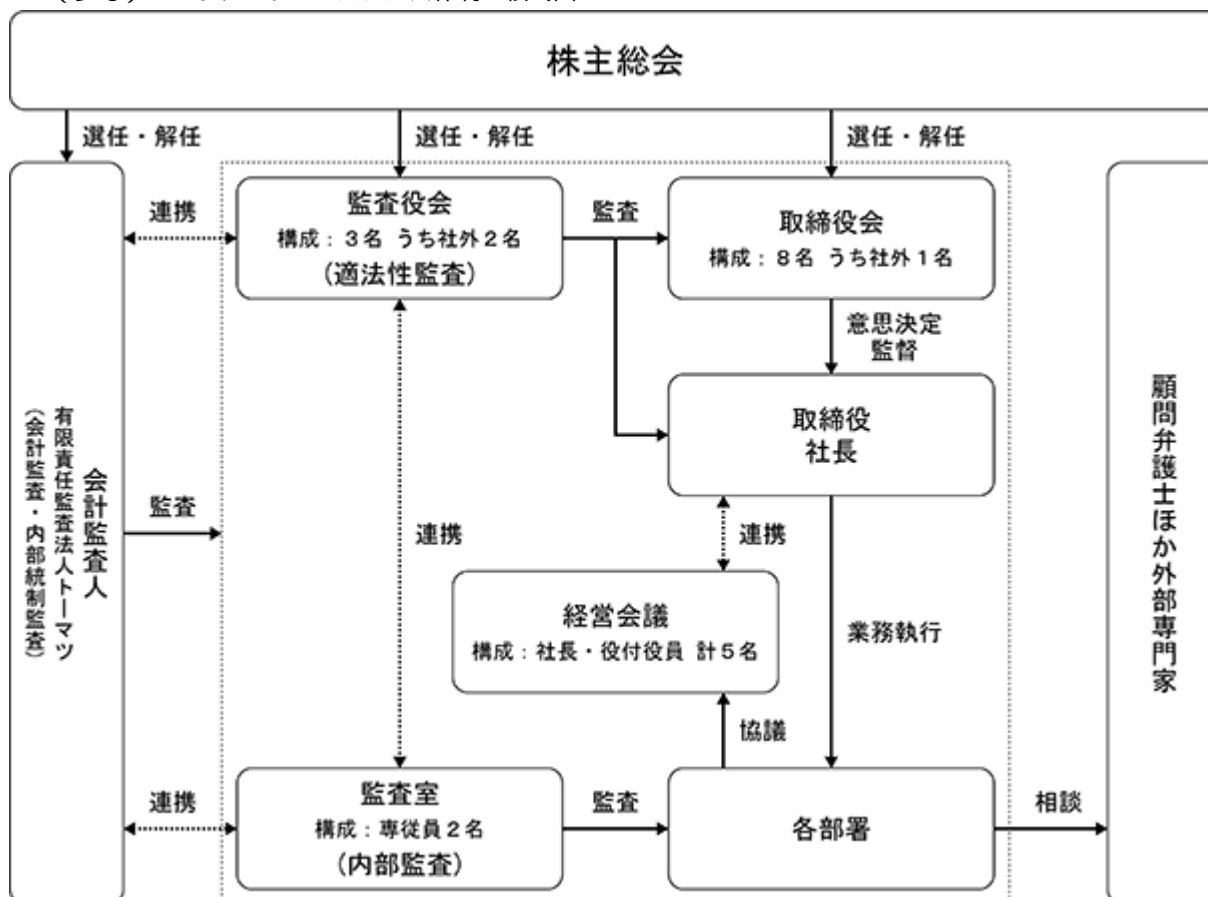 株主総会
選任・解任
選任・解任
選任・解任
監査役会
構成：３名 うち社外２名
（適法性監査）
連携
監査
取締役会
構成：８名 うち社外１名
意思決定
監督
取締役
社長
会計監査人
有限責任監査法人トーマツ
（会計監査・内部統制監査）
監査
連携
連携
経営会議
構成：社長・役付役員 計５名
業務執行
協議
顧問弁護士ほか外部専門家
連携
監査室
構成：専従員２名
（内部監査）
監査
各部署
相談